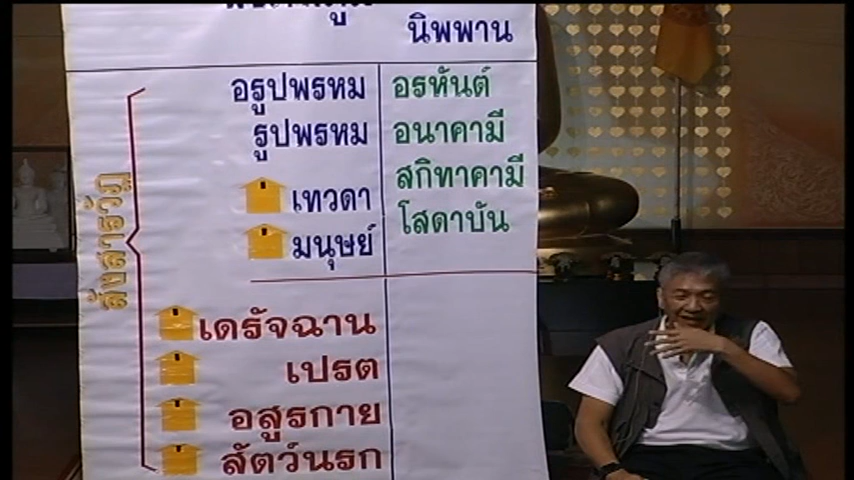 นิพพาน
อรูปพรหม อรหันต์
รูปพรหม อนาคามี
เทวดา สกิทาคามี
มนุษย์ โสดาบัน
สังสารวัฏ
เดรัจฉาน
เปรต
อสูรกาย
สัตว์นรก